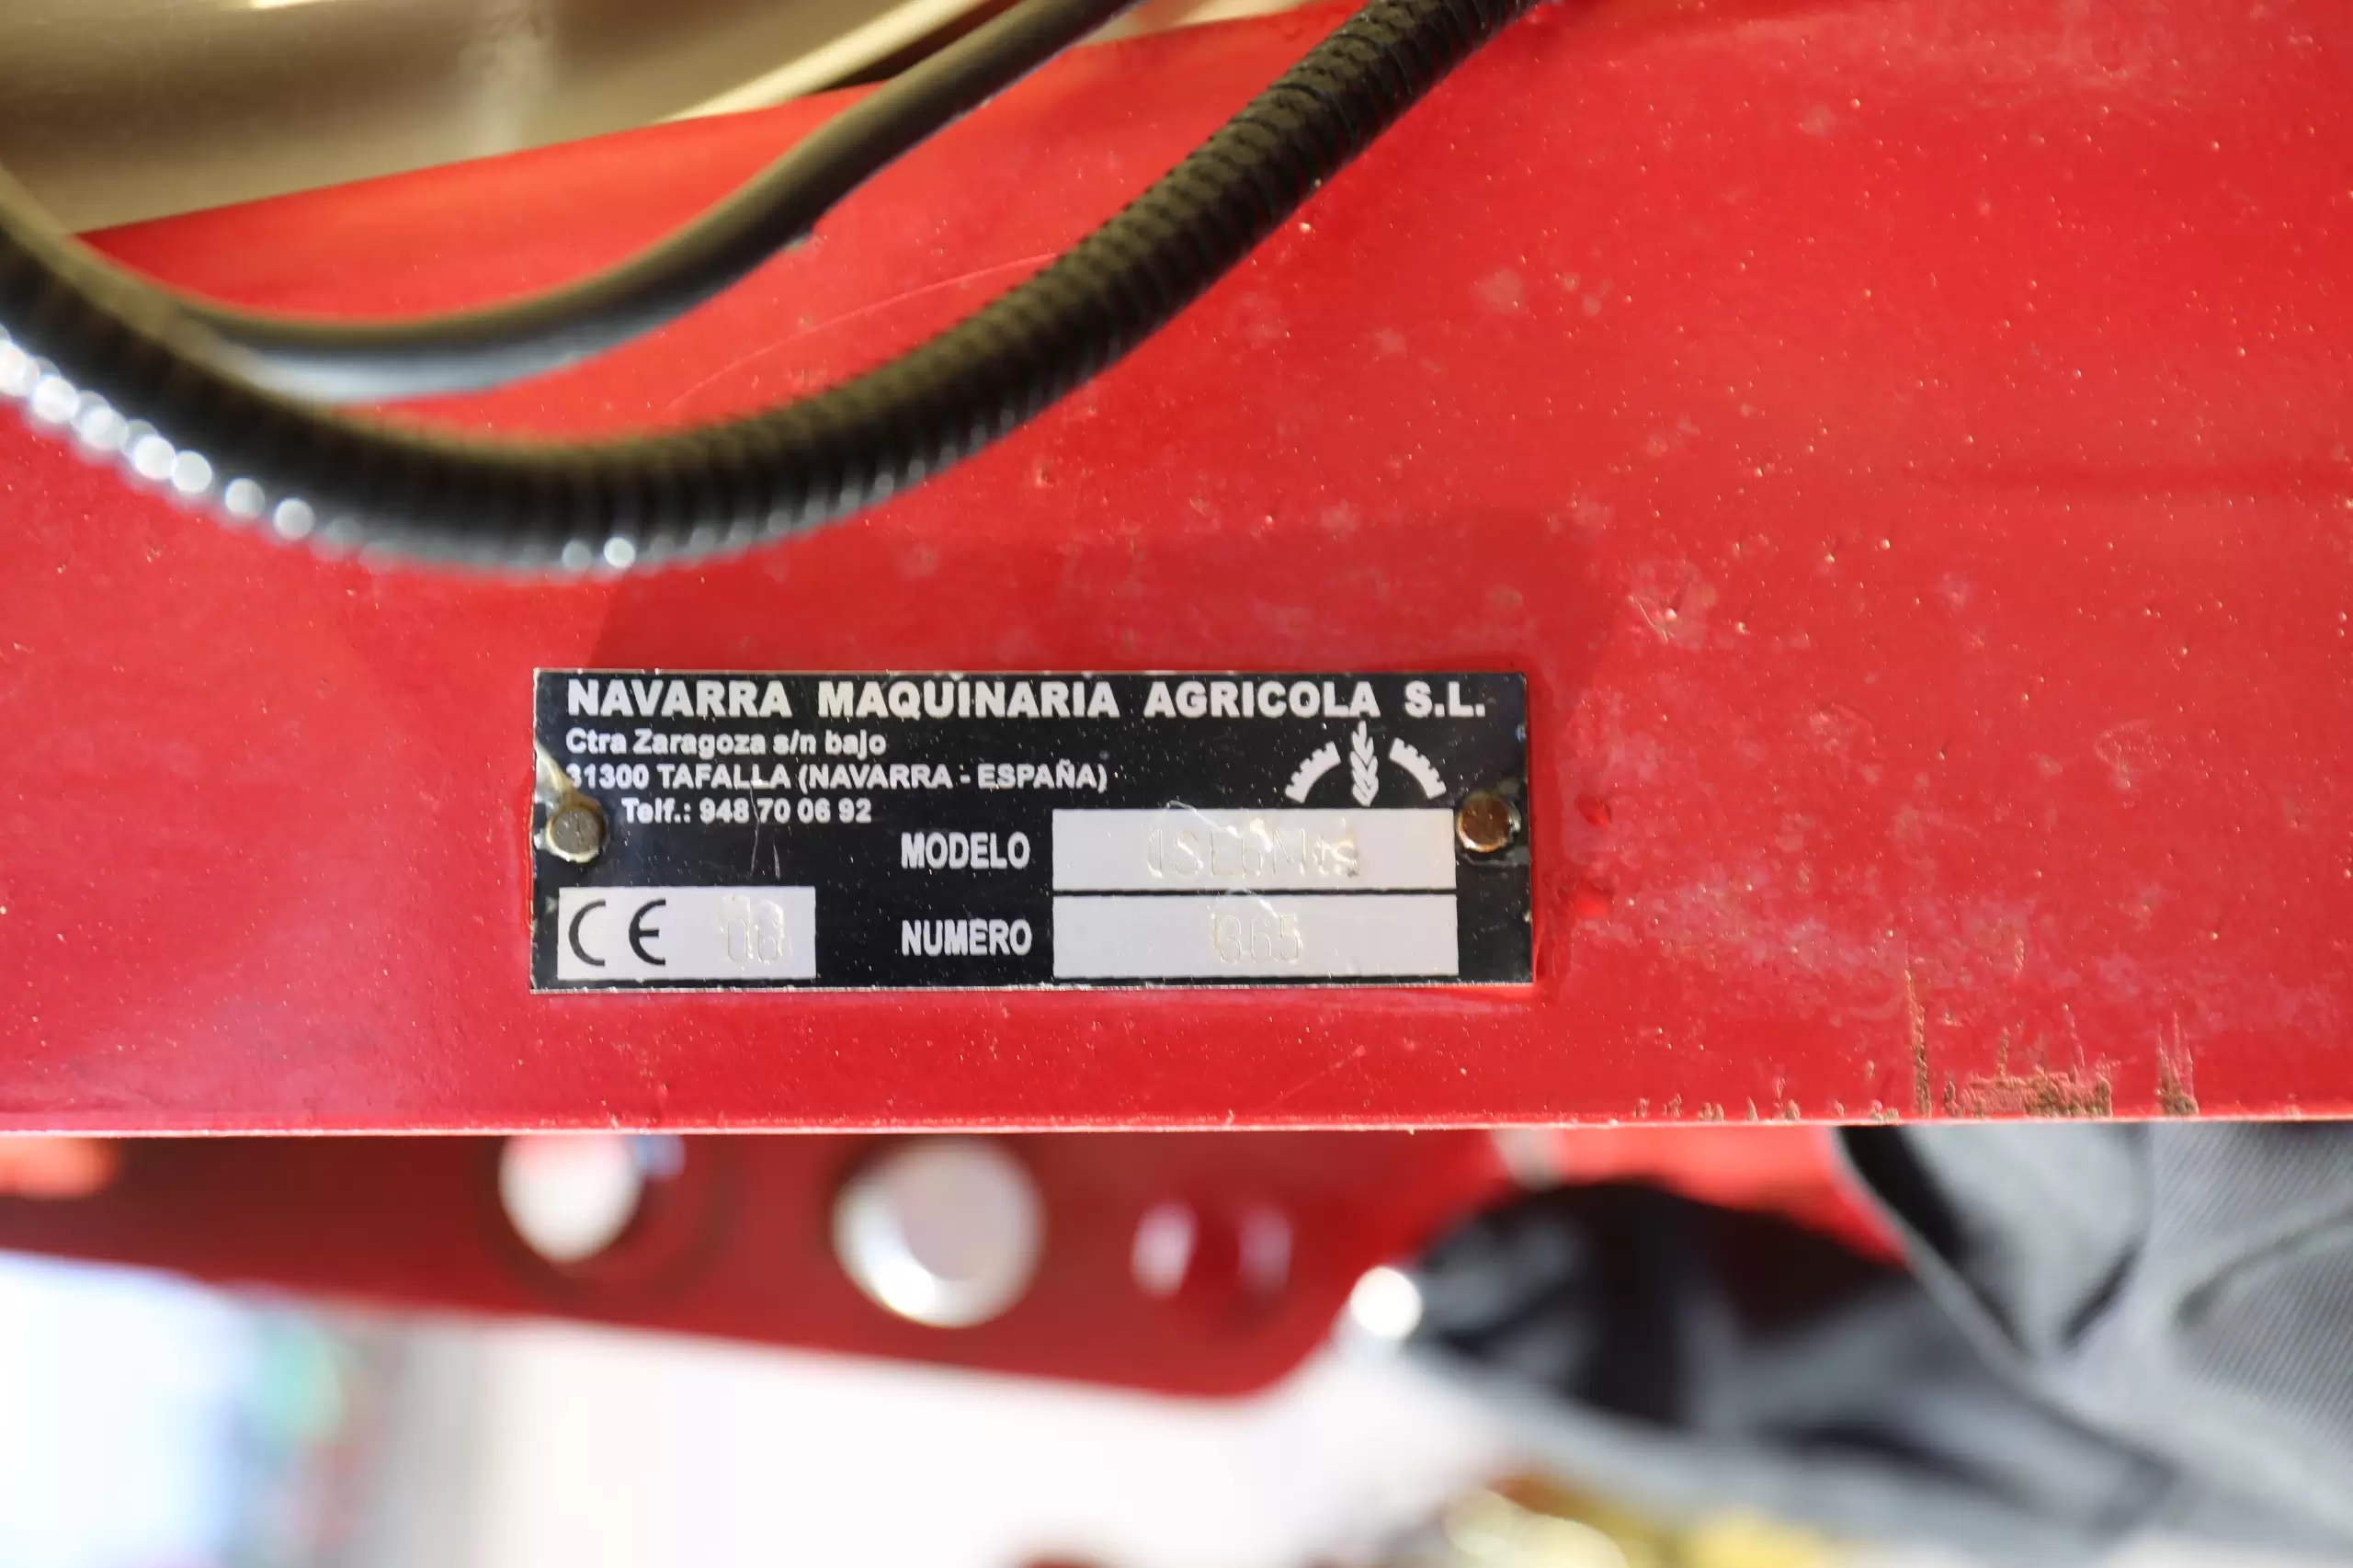 NAVARRA MAQUINARIA AGRICOLA S.L.
Ctra Zaragoza s/n bajo
31300 TAFALLA (NAVARRA - ESPAÑA)
Telf.: 948 70 06 92
MODELO
CE
NUMERO